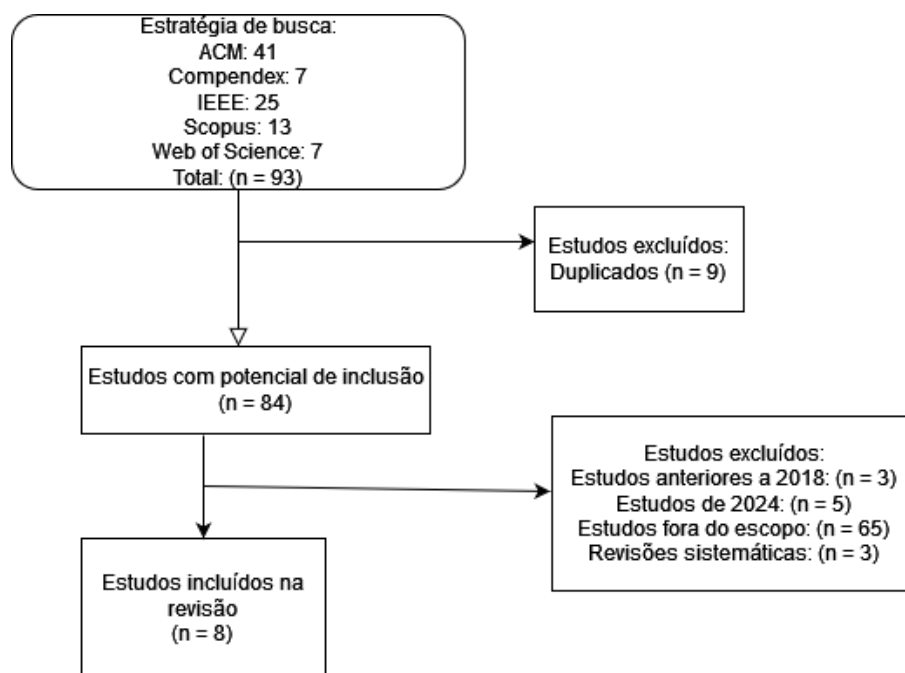 Estratégia de busca:
ACM: 41
Compendex: 7
IEEE: 25
Scopus: 13
Web of Science: 7
Total: (n = 93)
Estudos excluídos:
Duplicados (n = 9)
Estudos com potencial de inclusão
(n = 84)
Estudos excluídos:
Estudos anteriores a 2018: (n = 3)
Estudos de 2024: (n = 5)
Estudos fora do escopo: (n = 65)
Revisões sistemáticas: (n = 3)
Estudos incluídos na
revisão
(n = 8)